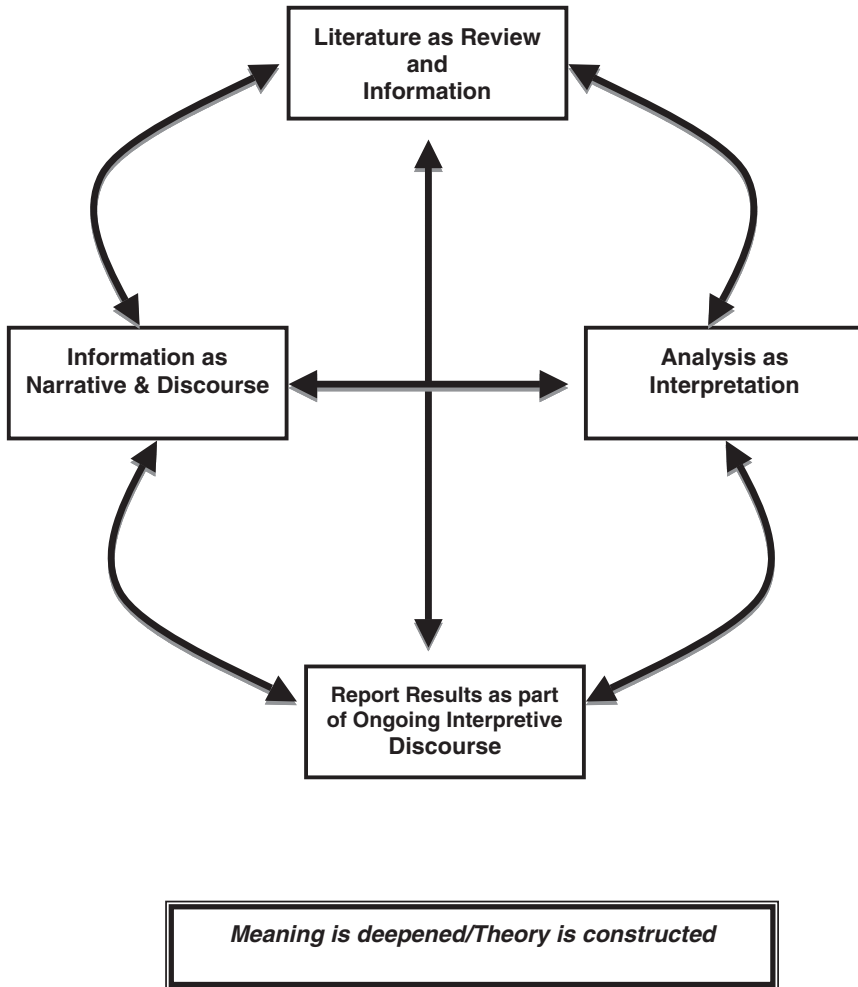 Literature as Review
and
Information
Information as
Narrative & Discourse
Analysis as
Interpretation
Report Results as part
of Ongoing Interpretive
Discourse
Meaning is deepened/Theory is constructed